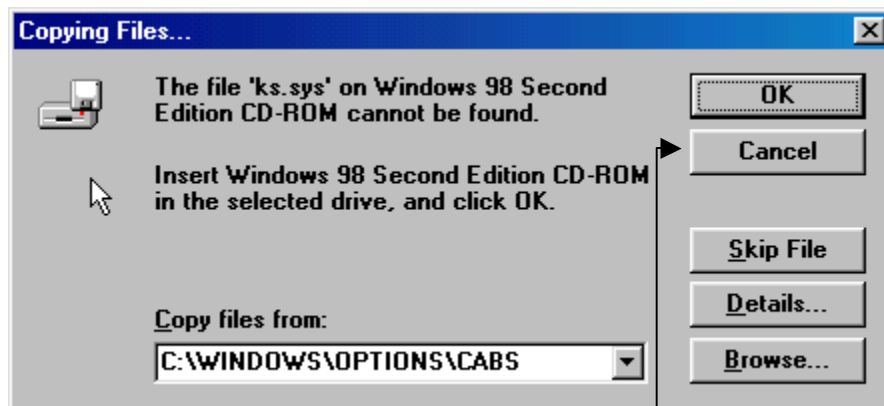 Copying Files...
The file 'ks.sys' on Windows 98 Second
Edition CD-ROM cannot be found.
Insert Windows 98 Second Edition CD-ROM
in the selected drive, and click OK.
Copy files from:
C:\WINDOWS\OPTIONS\CABS
OK
Cancel
Skip File
Details...
Browse...